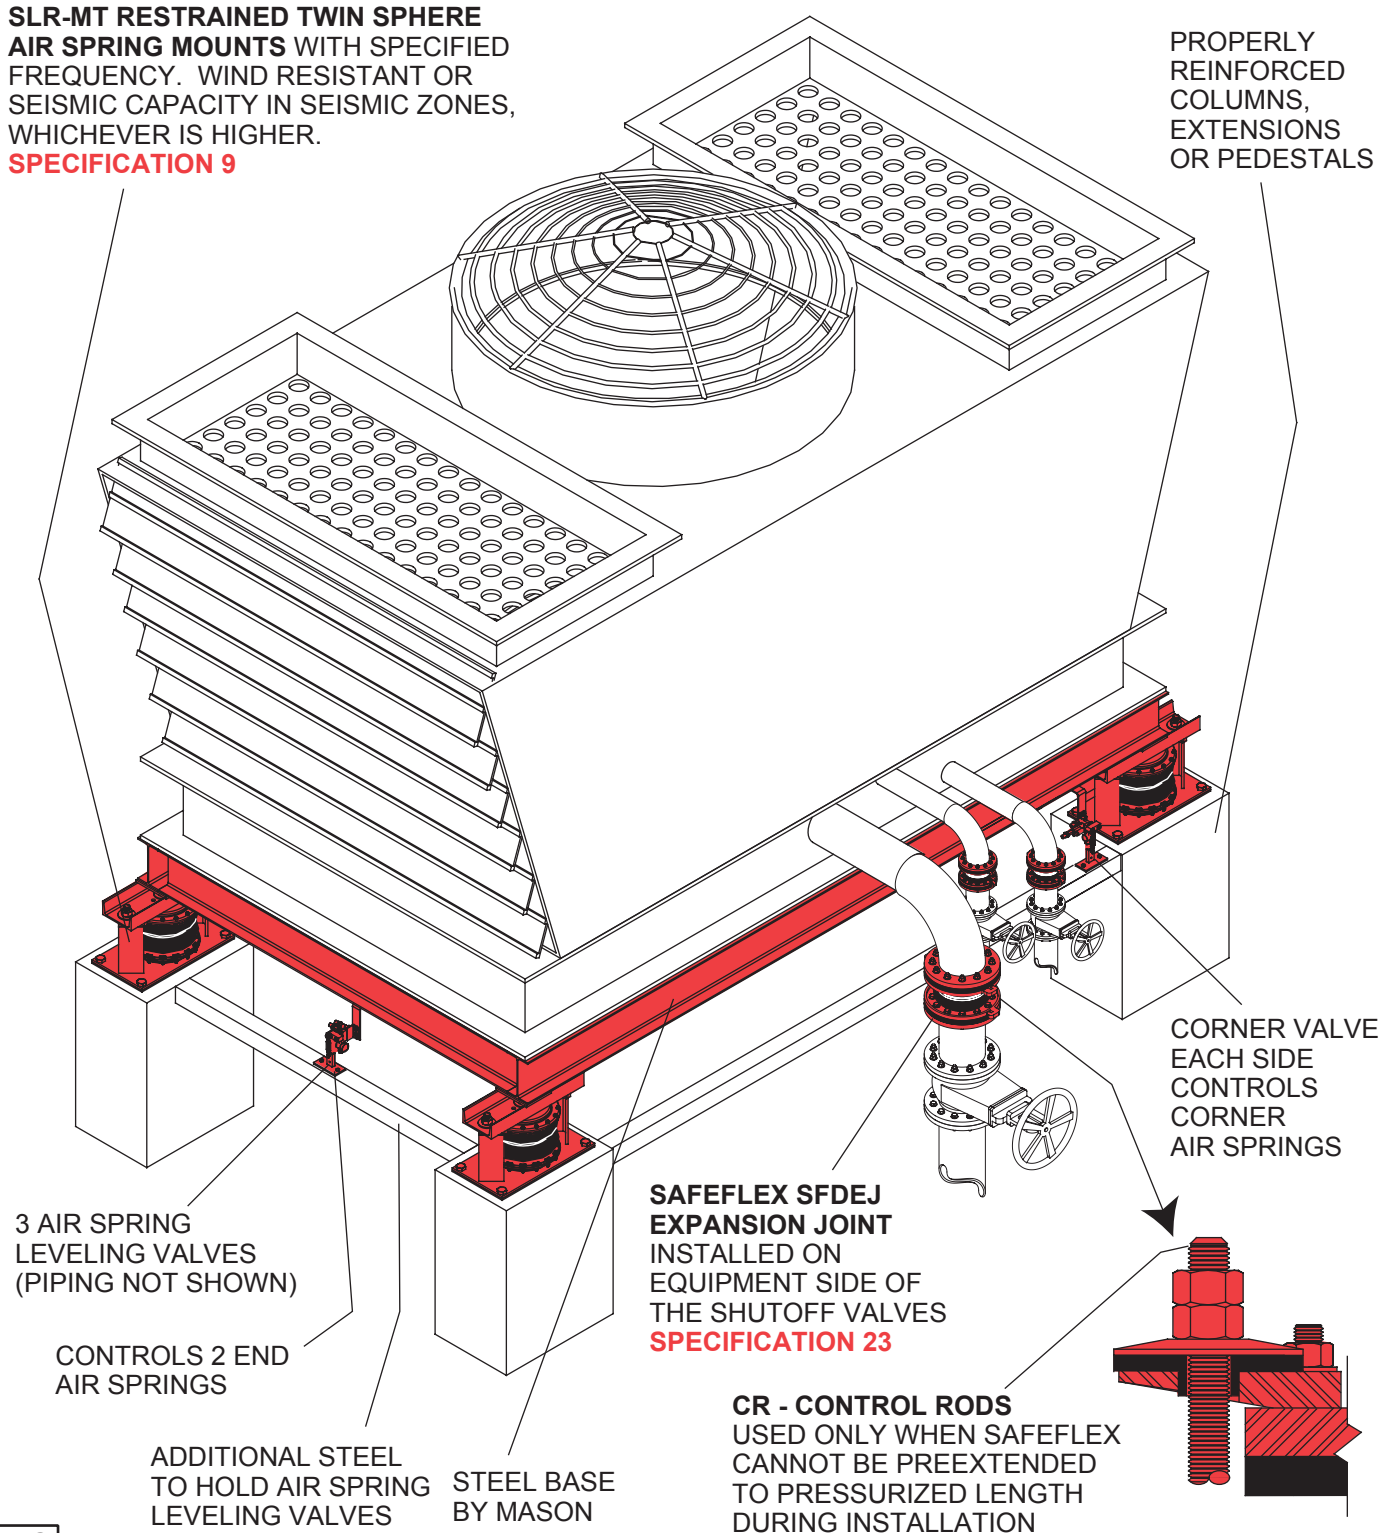 SLR-MT RESTRAINED TWIN SPHERE
AIR SPRING MOUNTS WITH SPECIFIED
FREQUENCY. WIND RESISTANT OR
SEISMIC CAPACITY IN SEISMIC ZONES,
WHICHEVER IS HIGHER.
SPECIFICATION 9
PROPERLY
REINFORCED
COLUMNS,
EXTENSIONS
OR PEDESTALS
CORNER VALVE
EACH SIDE
CONTROLS
CORNER
AIR SPRINGS
3 AIR SPRING
LEVELING VALVES
(PIPING NOT SHOWN)
CONTROLS 2 END
AIR SPRINGS
ADDITIONAL STEEL
TO HOLD AIR SPRING
LEVELING VALVES
STEEL BASE
BY MASON
SAFEFLEX SFDEJ
EXPANSION JOINT
INSTALLED ON
EQUIPMENT SIDE OF
THE SHUTOFF VALVES
SPECIFICATION 23
CR - CONTROL RODS
USED ONLY WHEN SAFEFLEX
CANNOT BE PREEXTENDED
TO PRESSURIZED LENGTH
DURING INSTALLATION